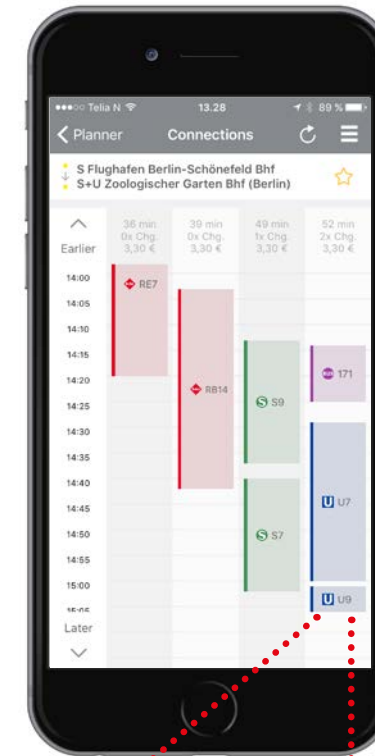 Telia N 13.28 89 %
Planner Connections
S Flughafen Berlin-Schönefeld Bhf
S+U Zoologischer Garten Bhf (Berlin)
Earlier
36 min 39 min 49 min 52 min
0x Chg. 0x Chg. 1x Chg. 2x Chg.
3,30 € 3,30 € 3,30 € 3,30 €
14:00
RE7
14:05
14:10
14:15
171
14:20
RB14
14:25
S S9
14:30
14:35
14:40
14:45
U U7
14:50
S S7
14:55
15:00
U U9
15:05
Later